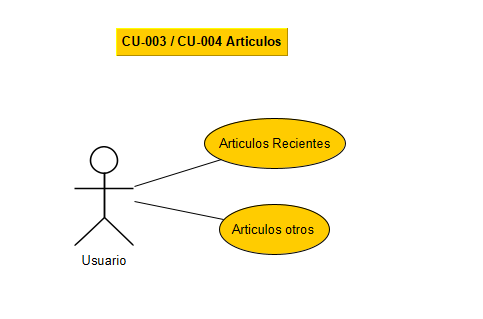 CU-003 / CU-004 Articulos
Articulos Recientes
Articulos otros
Usuario